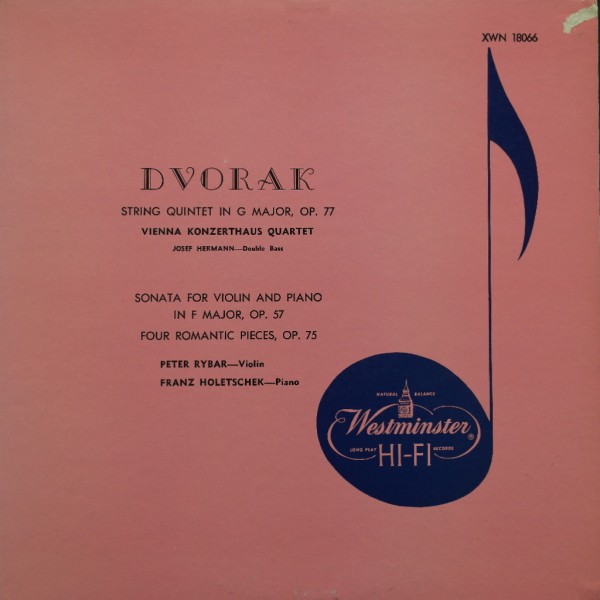 XWN 18066
DVORAK
STRING QUINTET IN G MAJOR, OP. 77
VIENNA KONZERTHAUS QUARTET
JOSEF HERMANN—Double Bass
SONATA FOR VIOLIN AND PIANO
IN F MAJOR, OP. 57
FOUR ROMANTIC PIECES, OP. 75
PETER RYBAR—Violin
FRANZ HOLETSCHEK—Piano
NATURAL BALANCE
Westminster®
LONG PLAY RECORDS
HI-FI